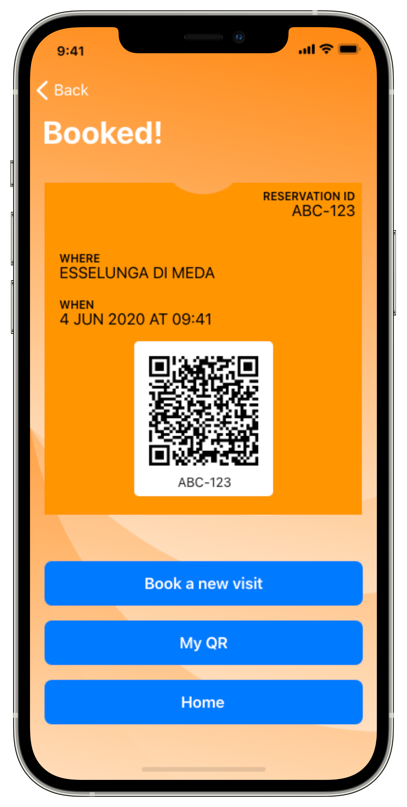 9:41
Back
Booked!
RESERVATION ID
ABC-123
WHERE
ESSELUNGA DI MEDA
WHEN
4 JUN 2020 AT 09:41
ABC-123
Book a new visit
My QR
Home